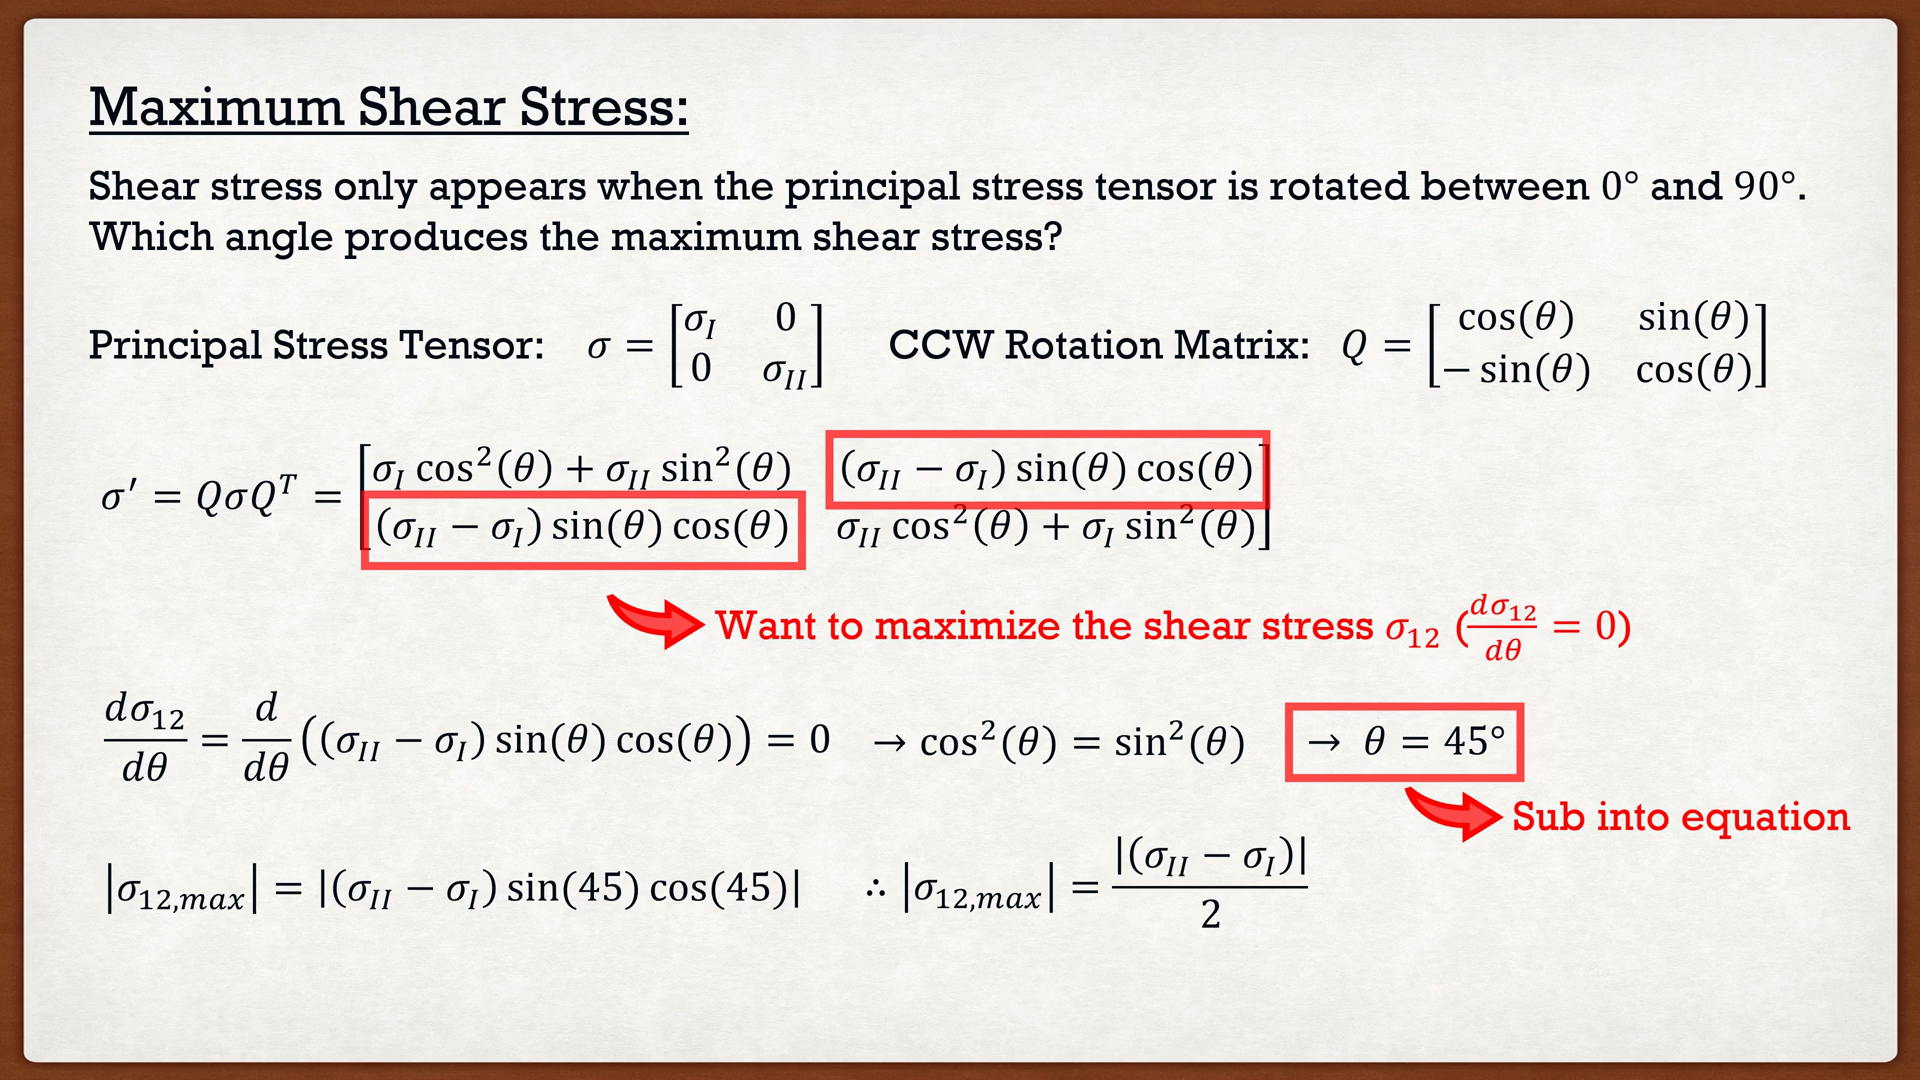 Maximum Shear Stress:
Shear stress only appears when the principal stress tensor is rotated between 0° and 90°.
Which angle produces the maximum shear stress?
Principal Stress Tensor: σ = [σ_I 0; 0 σ_II] CCW Rotation Matrix: Q = [cos(θ) sin(θ); − sin(θ) cos(θ)]
σ′ = QσQ^T = [σ_I cos²(θ) + σ_II sin²(θ) (σ_II − σ_I) sin(θ) cos(θ); (σ_II − σ_I) sin(θ) cos(θ) σ_II cos²(θ) + σ_I sin²(θ)]
Want to maximize the shear stress σ_12 (dσ_12/dθ = 0)
dσ_12/dθ = d/dθ ((σ_II − σ_I) sin(θ) cos(θ)) = 0 → cos²(θ) = sin²(θ) → θ = 45°
Sub into equation
|σ_12,max| = |(σ_II − σ_I) sin(45) cos(45)| ∴ |σ_12,max| = |(σ_II − σ_I)|/2